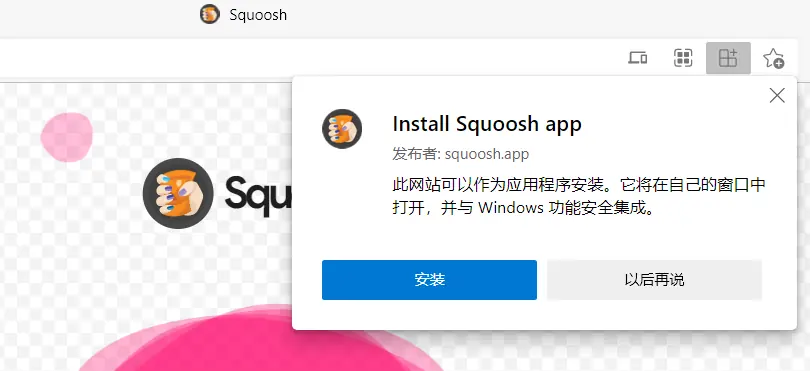 Squoosh
Install Squoosh app
发布者: squoosh.app
此网站可以作为应用程序安装。它将在自己的窗口中
打开，并与 Windows 功能安全集成。
Squ
安装
以后再说